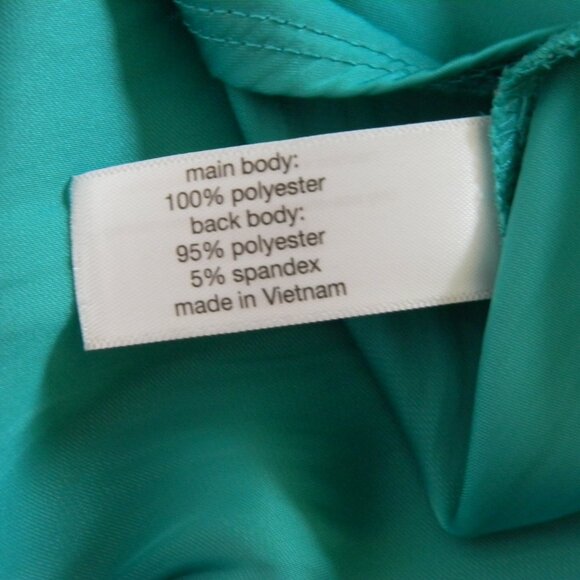 main body:
100% polyester
back body:
95% polyester
5% spandex
made in Vietnam